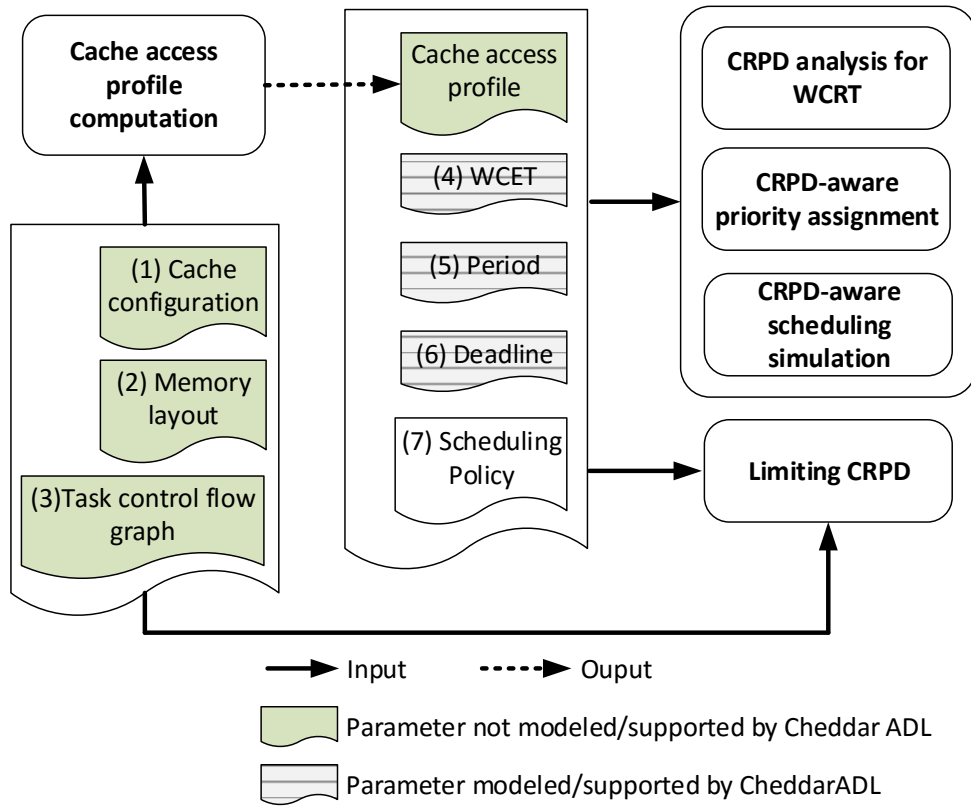 Cache access
profile
computation
Cache access
profile
(4) WCET
(5) Period
(6) Deadline
(7) Scheduling
Policy
CRPD analysis for
WCRT
CRPD-aware
priority assignment
CRPD-aware
scheduling
simulation
(1) Cache
configuration
(2) Memory
layout
(3)Task control flow
graph
Limiting CRPD
Input
Ouput
Parameter not modeled/supported by Cheddar ADL
Parameter modeled/supported by CheddarADL